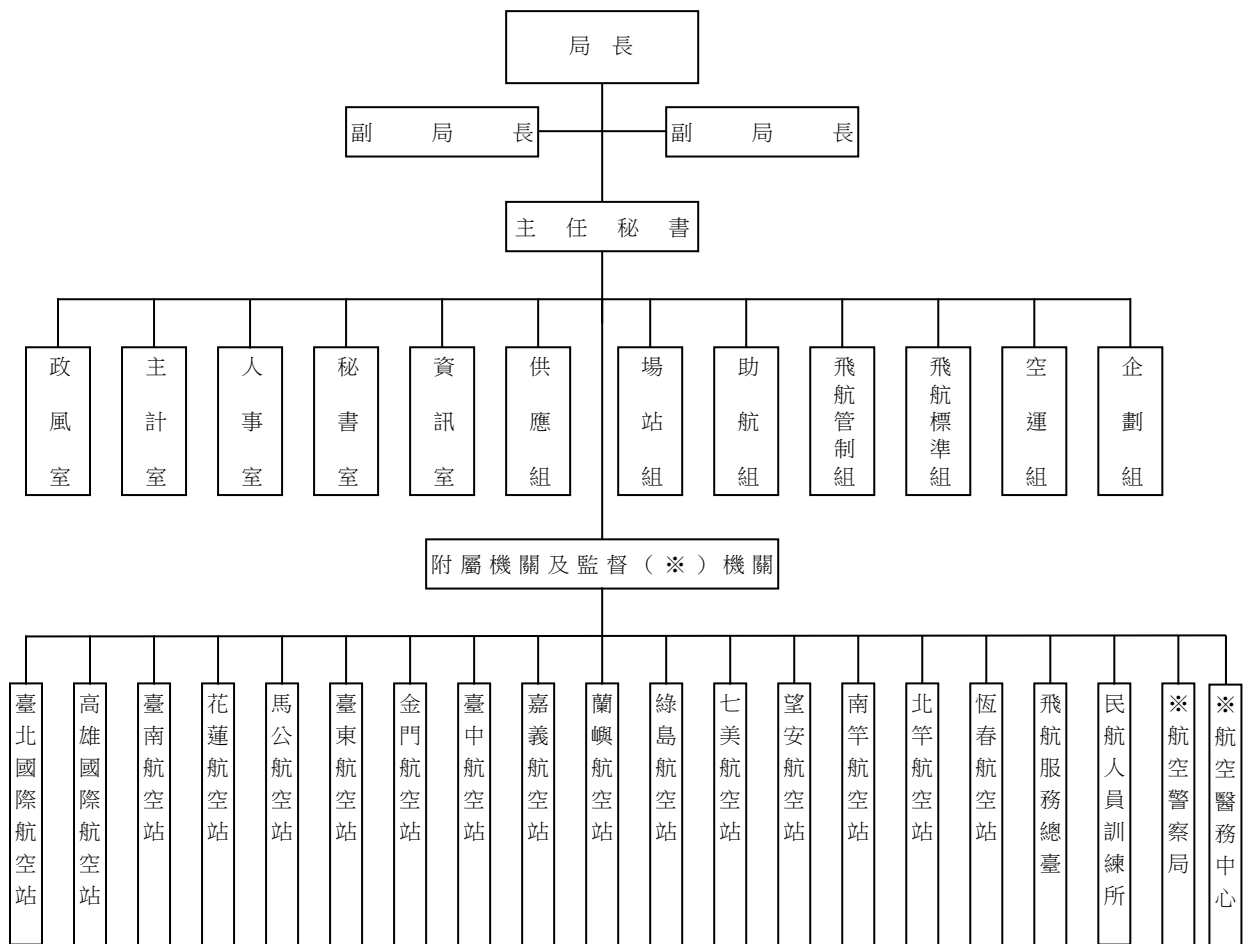 局長
副局長
副局長
主任秘書
政風室
主計室
人事室
秘書室
資訊室
供應組
場站組
助航組
飛航管制組
飛航標準組
空運組
企劃組
附屬機關及監督（※）機關
臺北國際航空站
高雄國際航空站
臺南航空站
花蓮航空站
馬公航空站
臺東航空站
金門航空站
臺中航空站
嘉義航空站
蘭嶼航空站
綠島航空站
七美航空站
望安航空站
南竿航空站
北竿航空站
恆春航空站
飛航服務總臺
民航人員訓練所
※航空警察局
※航空醫務中心